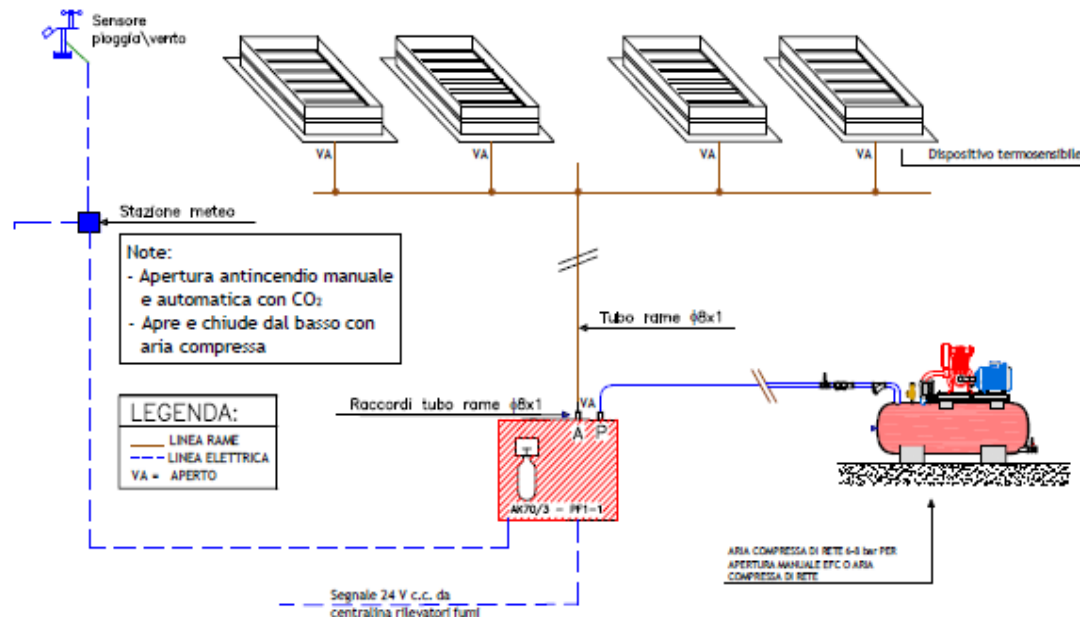 Sensore
pioggia\vento
VA
VA
VA
VA
Dispositivo termosensibile
Stazione meteo
Note:
- Apertura antincendio manuale
e automatica con CO₂
- Apre e chiude dal basso con
aria compressa
Tubo rame ϕ8x1
LEGENDA:
LINEA RAME
LINEA ELETTRICA
VA = APERTO
Raccordi tubo rame ϕ8x1
VA
A P
AK70/3 - PF1-1
ARIA COMPRESSA DI RETE 6-8 bar PER
APERTURA MANUALE EFC O ARIA
COMPRESSA DI RETE
Segnale 24 V c.c. da
centralina rilevatori fumi